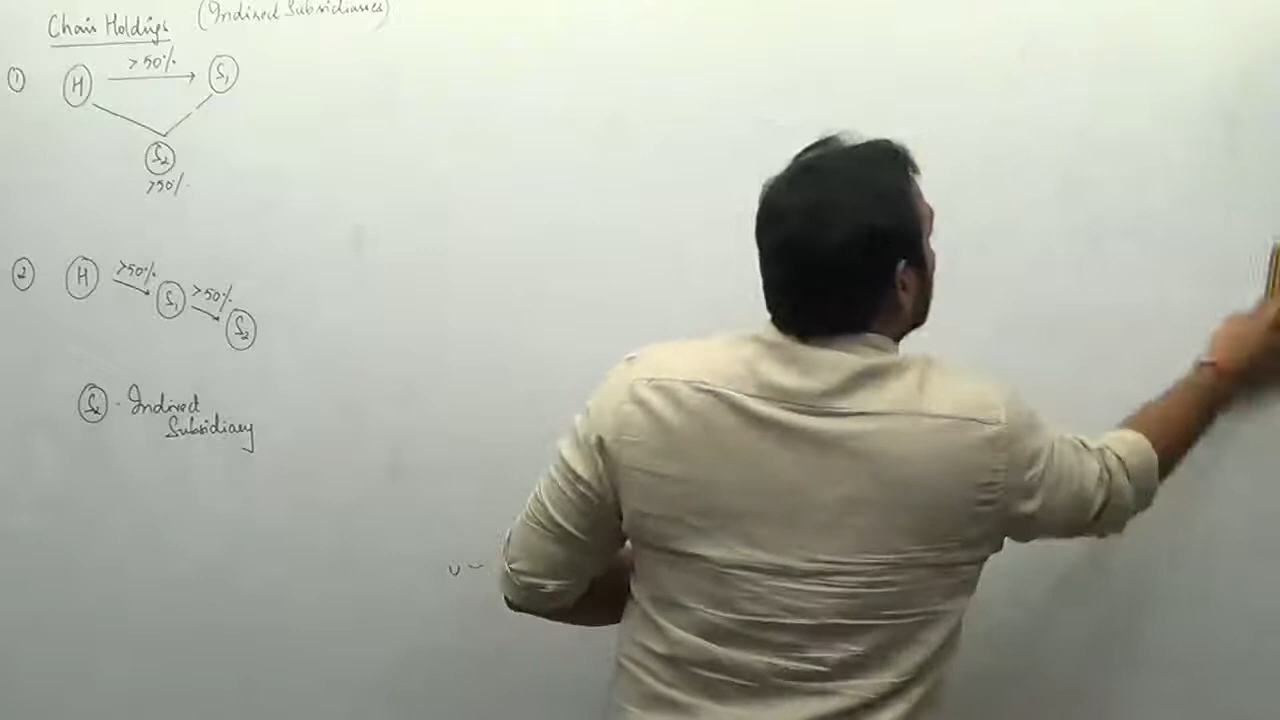 Chain Holdings (Indirect Subsidiaries)
① H >50% S₁
S₂
>50%
② H >50% S₁ >50% S₂
S₂ - Indirect
Subsidiary